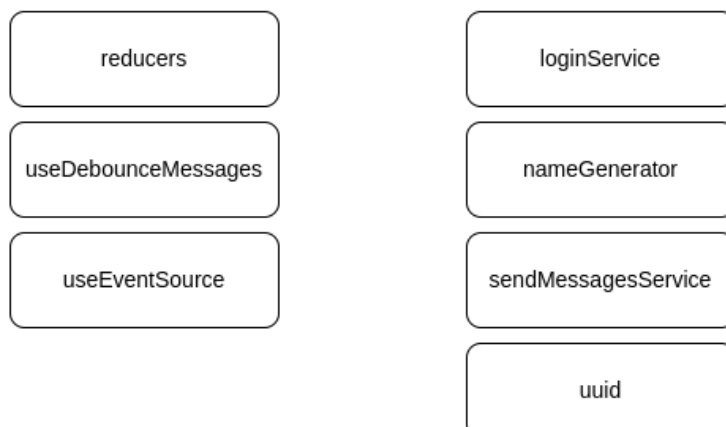 reducers
useDebounceMessages
useEventSource
loginService
nameGenerator
sendMessagesService
uuid